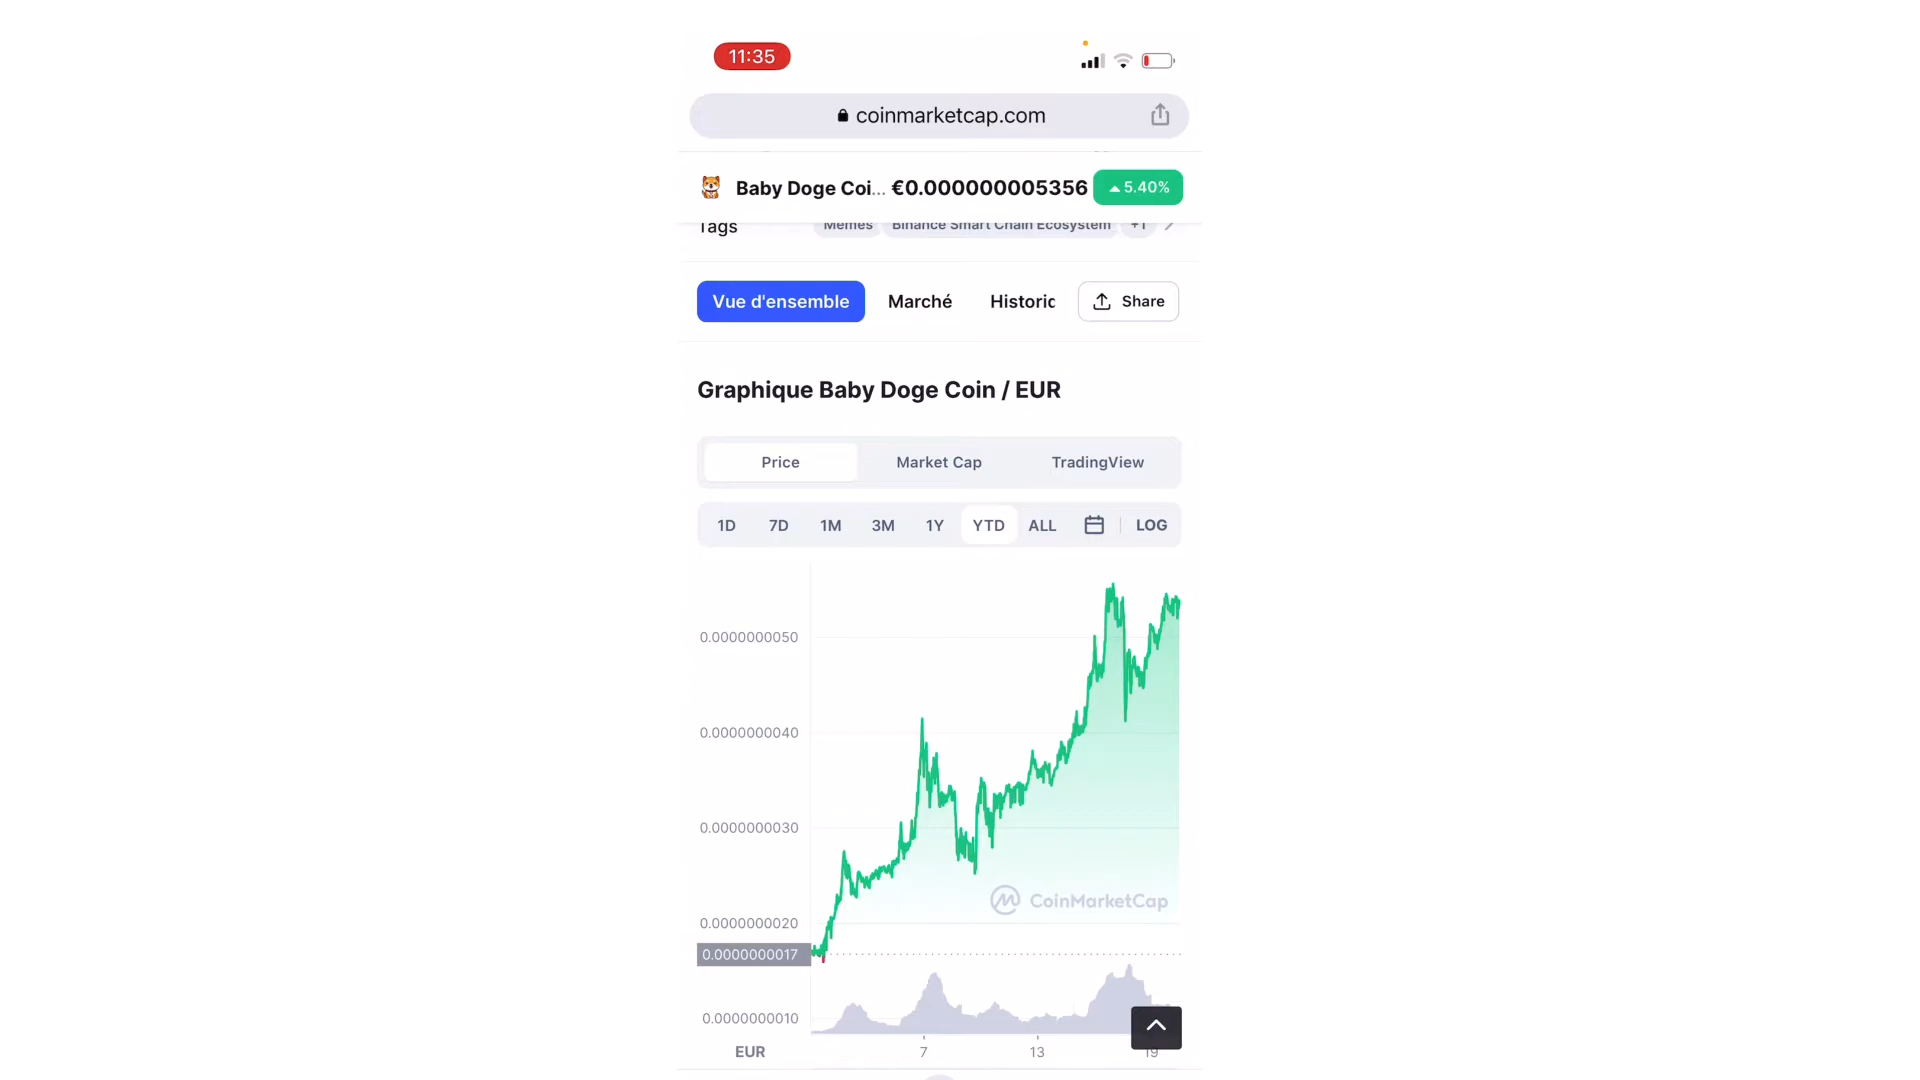 11:35
coinmarketcap.com
Baby Doge Coi... €0.000000005356 5.40%
Tags Memes Binance Smart Chain Ecosystem +1
Vue d'ensemble Marché Historic Share
Graphique Baby Doge Coin / EUR
Price Market Cap TradingView
1D 7D 1M 3M 1Y YTD ALL LOG
0.0000000050
0.0000000040
0.0000000030
CoinMarketCap
0.0000000020
0.0000000017
0.0000000010
EUR 7 13 19